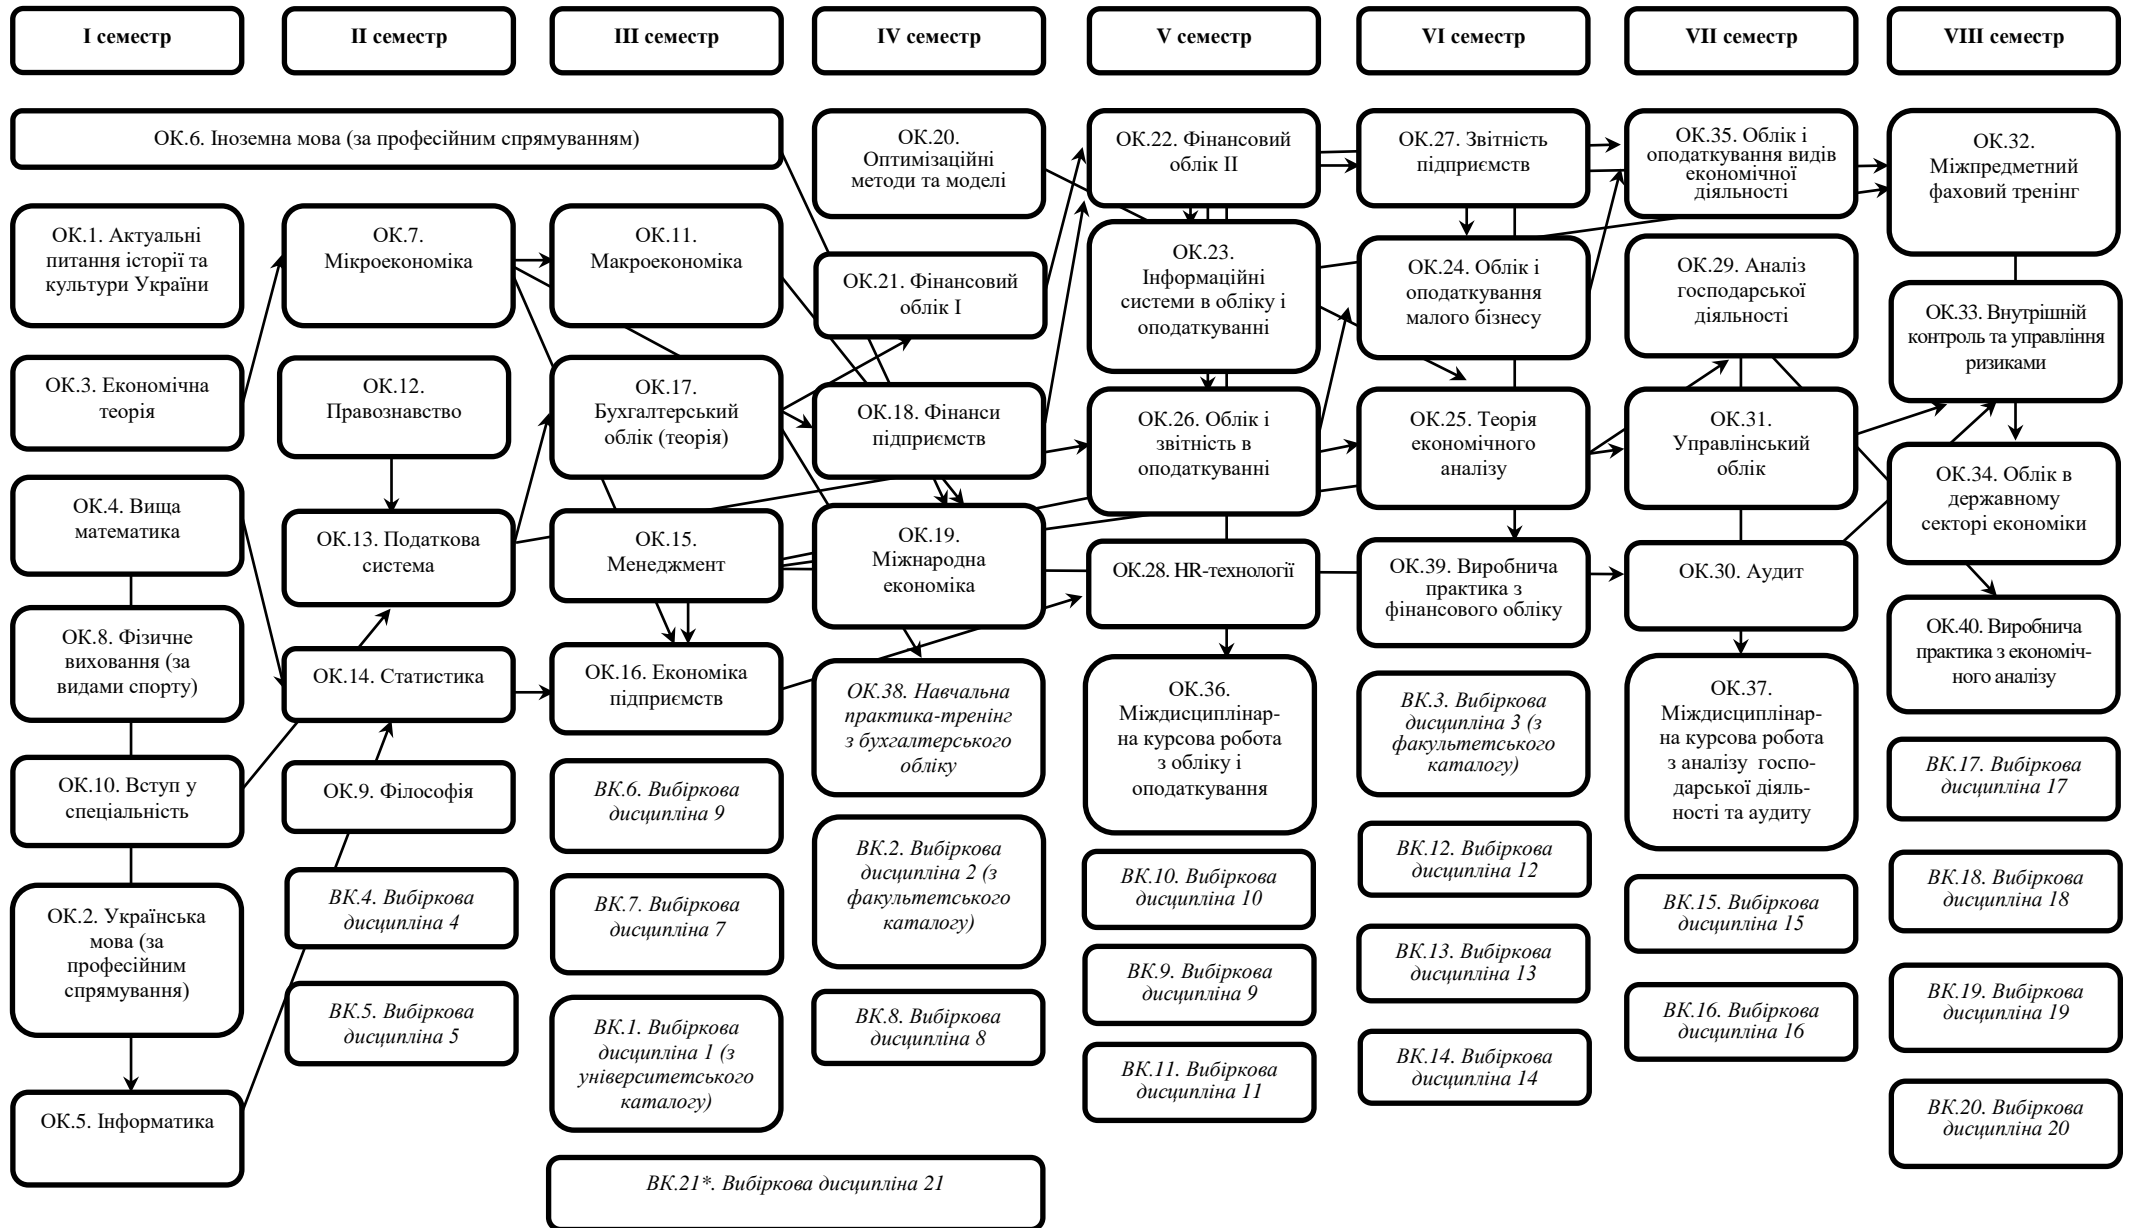 I семестр
II семестр
III семестр
IV семестр
V семестр
VI семестр
VII семестр
VIII семестр
ОК.6. Іноземна мова (за професійним спрямуванням)
ОК.1. Актуальні
питання історії та
культури України
ОК.3. Економічна
теорія
ОК.4. Вища
математика
ОК.8. Фізичне
виховання (за
видами спорту)
ОК.10. Вступ у
спеціальність
ОК.2. Українська
мова (за
професійним
спрямування)
ОК.5. Інформатика
ОК.7.
Мікроекономіка
ОК.12.
Правознавство
ОК.13. Податкова
система
ОК.14. Статистика
ОК.9. Філософія
ВК.4. Вибіркова
дисципліна 4
ВК.5. Вибіркова
дисципліна 5
ОК.11.
Макроекономіка
ОК.17.
Бухгалтерський
облік (теорія)
ОК.15.
Менеджмент
ОК.16. Економіка
підприємств
ВК.6. Вибіркова
дисципліна 9
ВК.7. Вибіркова
дисципліна 7
ВК.1. Вибіркова
дисципліна 1 (з
університетського
каталогу)
ВК.21*. Вибіркова дисципліна 21
ОК.20.
Оптимізаційні
методи та моделі
ОК.21. Фінансовий
облік I
ОК.18. Фінанси
підприємств
ОК.19.
Міжнародна
економіка
ОК.38. Навчальна
практика-тренінг
з бухгалтерського
обліку
ВК.2. Вибіркова
дисципліна 2 (з
факультетського
каталогу)
ВК.8. Вибіркова
дисципліна 8
ОК.22. Фінансовий
облік II
ОК.23.
Інформаційні
системи в обліку і
оподаткуванні
ОК.26. Облік і
звітність в
оподаткуванні
ОК.28. HR-технології
ОК.36.
Міждисциплінар-
на курсова робота
з обліку і
оподаткування
ВК.10. Вибіркова
дисципліна 10
ВК.9. Вибіркова
дисципліна 9
ВК.11. Вибіркова
дисципліна 11
ОК.27. Звітність
підприємств
ОК.24. Облік і
оподаткування
малого бізнесу
ОК.25. Теорія
економічного
аналізу
ОК.39. Виробнича
практика з
фінансового обліку
ВК.3. Вибіркова
дисципліна 3 (з
факультетського
каталогу)
ВК.12. Вибіркова
дисципліна 12
ВК.13. Вибіркова
дисципліна 13
ВК.14. Вибіркова
дисципліна 14
ОК.35. Облік і
оподаткування видів
економічної
діяльності
ОК.29. Аналіз
господарської
діяльності
ОК.31.
Управлінський
облік
ОК.30. Аудит
ОК.37.
Міждисциплінар-
на курсова робота
з аналізу госпо-
дарської діяль-
ності та аудиту
ВК.15. Вибіркова
дисципліна 15
ВК.16. Вибіркова
дисципліна 16
ОК.32.
Міжпредметний
фаховий тренінг
ОК.33. Внутрішній
контроль та управління
ризиками
ОК.34. Облік в
державному
секторі економіки
ОК.40. Виробнича
практика з економіч-
ного аналізу
ВК.17. Вибіркова
дисципліна 17
ВК.18. Вибіркова
дисципліна 18
ВК.19. Вибіркова
дисципліна 19
ВК.20. Вибіркова
дисципліна 20